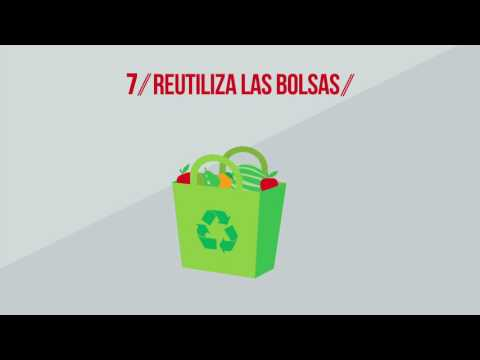 7// REUTILIZA LAS BOLSAS/